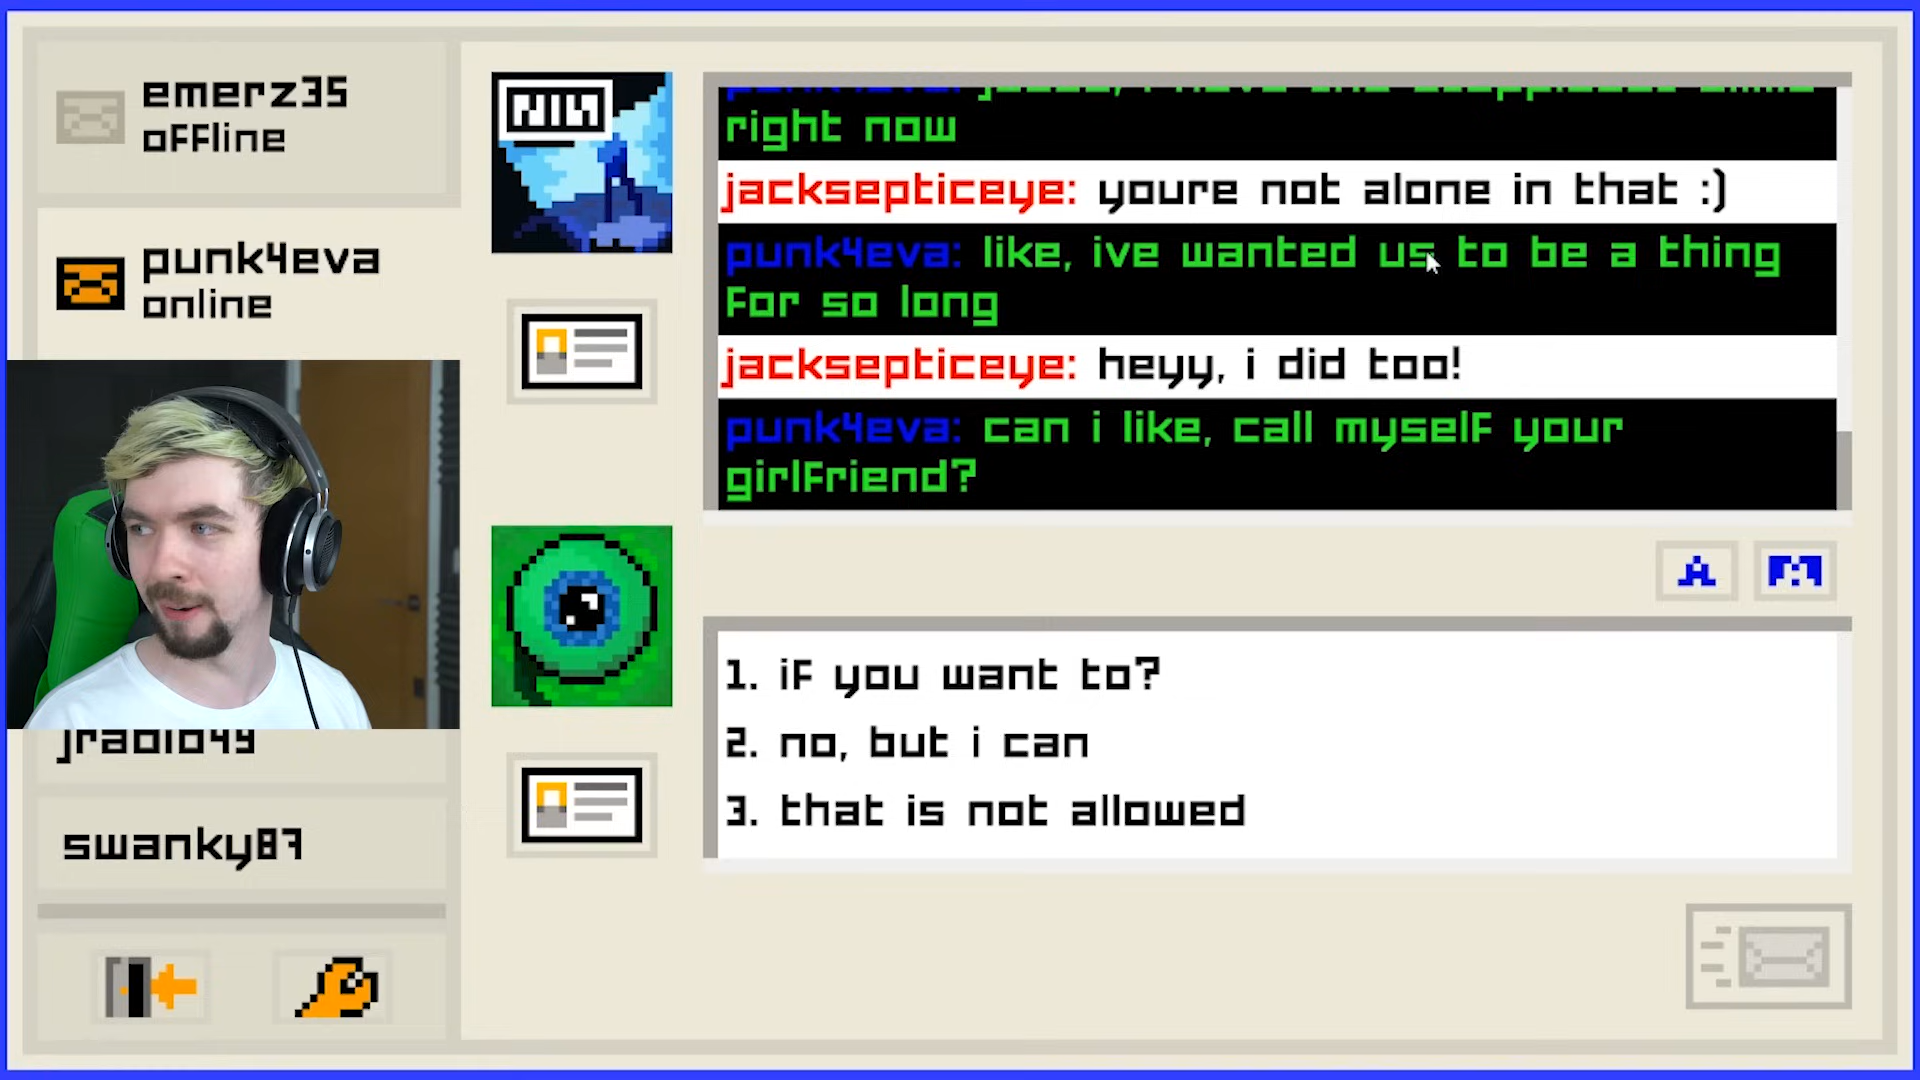 emerz35
offline
punk4eva
online
jradio49
swanky87
NIN
right now
jacksepticeye: youre not alone in that :)
punk4eva: like, ive wanted us to be a thing
for so long
jacksepticeye: heyy, i did too!
punk4eva: can i like, call myself your
girlfriend?
A M
1. if you want to?
2. no, but i can
3. that is not allowed